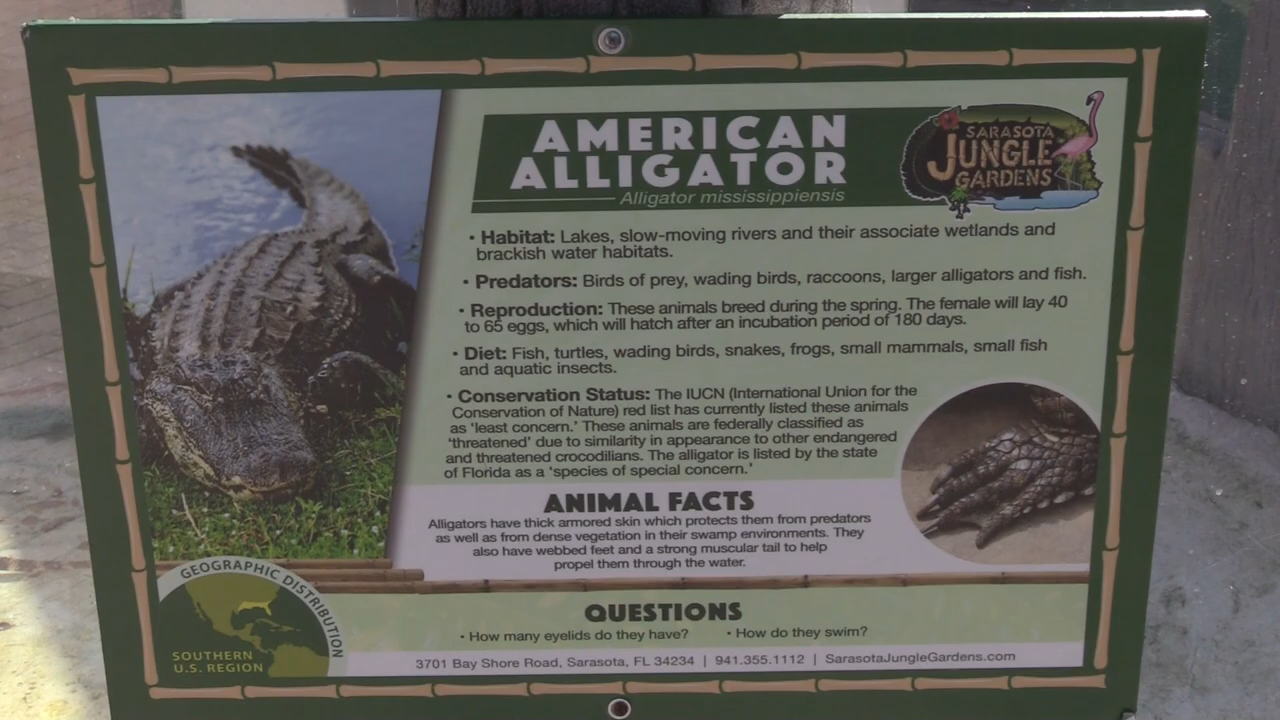 AMERICAN
ALLIGATOR
Alligator mississippiensis
SARASOTA
JUNGLE
GARDENS
• Habitat: Lakes, slow-moving rivers and their associate wetlands and
brackish water habitats.
• Predators: Birds of prey, wading birds, raccoons, larger alligators and fish.
• Reproduction: These animals breed during the spring. The female will lay 40
to 65 eggs, which will hatch after an incubation period of 180 days.
• Diet: Fish, turtles, wading birds, snakes, frogs, small mammals, small fish
and aquatic insects.
• Conservation Status: The IUCN (International Union for the
Conservation of Nature) red list has currently listed these animals
as 'least concern.' These animals are federally classified as
'threatened' due to similarity in appearance to other endangered
and threatened crocodilians. The alligator is listed by the state
of Florida as a 'species of special concern.'
ANIMAL FACTS
Alligators have thick armored skin which protects them from predators
as well as from dense vegetation in their swamp environments. They
also have webbed feet and a strong muscular tail to help
propel them through the water.
GEOGRAPHIC DISTRIBUTION
SOUTHERN
U.S. REGION
QUESTIONS
• How many eyelids do they have? • How do they swim?
3701 Bay Shore Road, Sarasota, FL 34234 | 941.355.1112 | SarasotaJungleGardens.com